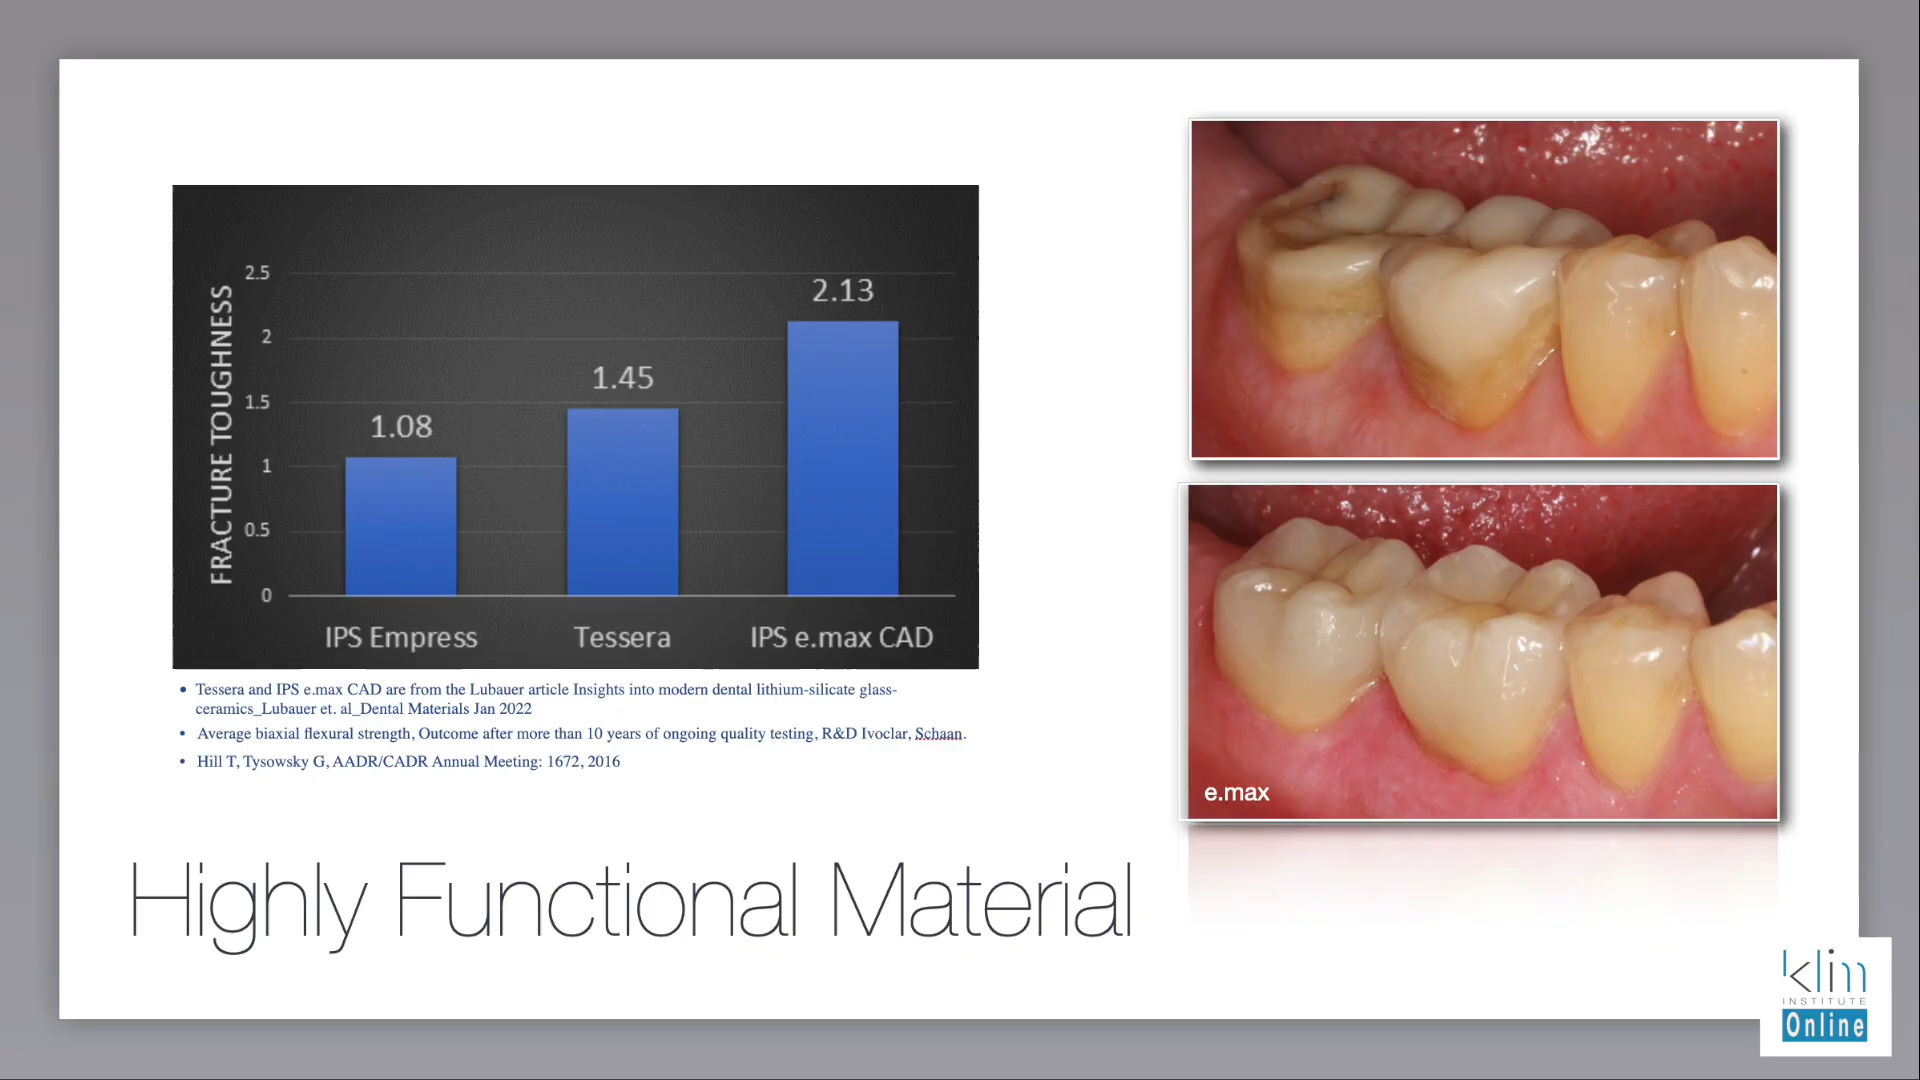 FRACTURE TOUGHNESS
2.5
2
1.5
1
0.5
0
1.08
1.45
2.13
IPS Empress
Tessera
IPS e.max CAD
• Tessera and IPS e.max CAD are from the Lubauer article Insights into modern dental lithium-silicate glass-
ceramics_Lubauer et. al_Dental Materials Jan 2022
• Average biaxial flexural strength, Outcome after more than 10 years of ongoing quality testing, R&D Ivoclar, Schaan.
• Hill T, Tysowsky G, AADR/CADR Annual Meeting: 1672, 2016
e.max
Highly Functional Material
klim
INSTITUTE
Online